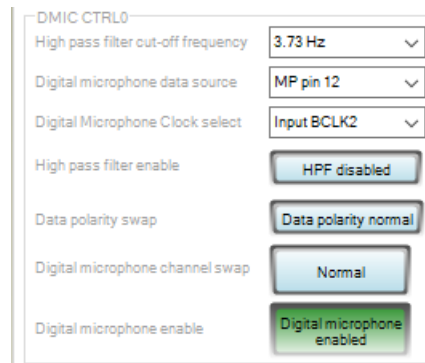 DMIC CTRL0
High pass filter cut-off frequency 3.73 Hz
Digital microphone data source MP pin 12
Digital Microphone Clock select Input BCLK2
High pass filter enable HPF disabled
Data polarity swap Data polarity normal
Digital microphone channel swap Normal
Digital microphone enable Digital microphone
enabled